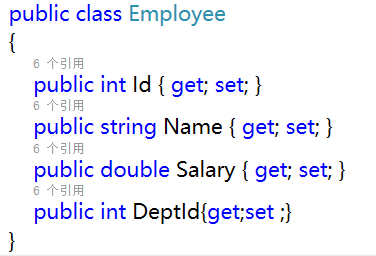 public class Employee
{
6 个引用
public int Id { get; set; }
6 个引用
public string Name { get; set; }
6 个引用
public double Salary { get; set; }
6 个引用
public int DeptId{get;set ;}
}